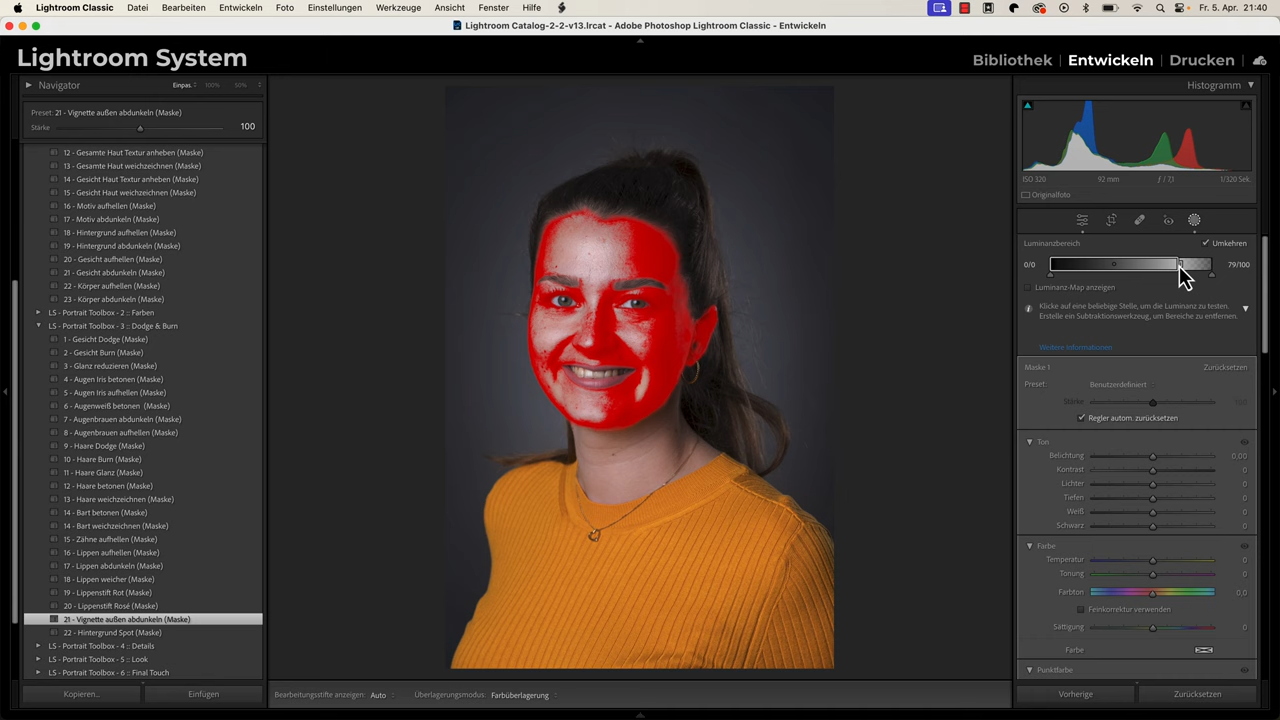 Lightroom Classic Datei Bearbeiten Entwickeln Foto Einstellungen Werkzeuge Ansicht Fenster Hilfe Fr. 5. Apr. 21:40
Lightroom Catalog-2-2-v13.lrcat - Adobe Photoshop Lightroom Classic - Entwickeln
Lightroom System
Bibliothek | Entwickeln | Drucken
Navigator Einpas. 100% 50%
Preset: 21 - Vignette außen abdunkeln (Maske)
Stärke 100
12 - Gesamte Haut Textur anheben (Maske)
13 - Gesamte Haut weichzeichnen (Maske)
14 - Gesicht Haut Textur anheben (Maske)
15 - Gesicht Haut weichzeichnen (Maske)
16 - Motiv aufhellen (Maske)
17 - Motiv abdunkeln (Maske)
18 - Hintergrund aufhellen (Maske)
19 - Hintergrund abdunkeln (Maske)
20 - Gesicht aufhellen (Maske)
21 - Gesicht abdunkeln (Maske)
22 - Körper aufhellen (Maske)
23 - Körper abdunkeln (Maske)
LS - Portrait Toolbox - 2 :: Farben
LS - Portrait Toolbox - 3 :: Dodge & Burn
1 - Gesicht Dodge (Maske)
2 - Gesicht Burn (Maske)
3 - Glanz reduzieren (Maske)
4 - Augen Iris betonen (Maske)
5 - Augen Iris aufhellen (Maske)
6 - Augenweiß betonen (Maske)
7 - Augenbrauen abdunkeln (Maske)
8 - Augenbrauen aufhellen (Maske)
9 - Haare Dodge (Maske)
10 - Haare Burn (Maske)
11 - Haare Glanz (Maske)
12 - Haare betonen (Maske)
13 - Haare weichzeichnen (Maske)
14 - Bart betonen (Maske)
14 - Bart weichzeichnen (Maske)
15 - Zähne aufhellen (Maske)
16 - Lippen aufhellen (Maske)
17 - Lippen abdunkeln (Maske)
18 - Lippen weicher (Maske)
19 - Lippenstift Rot (Maske)
20 - Lippenstift Rosé (Maske)
21 - Vignette außen abdunkeln (Maske)
22 - Hintergrund Spot (Maske)
LS - Portrait Toolbox - 4 :: Details
LS - Portrait Toolbox - 5 :: Look
LS - Portrait Toolbox - 6 :: Final Touch
Kopieren... Einfügen
Bearbeitungsstifte anzeigen: Auto Überlagerungsmodus: Farbüberlagerung
Histogramm
ISO 320 92 mm ƒ / 7,1 1/320 Sek.
Originalfoto
Luminanzbereich Umkehren
0/0 79/100
Luminanz-Map anzeigen
Klicke auf eine beliebige Stelle, um die Luminanz zu testen.
Erstelle ein Subtraktionswerkzeug, um Bereiche zu entfernen.
Weitere Informationen
Maske 1 Zurücksetzen
Preset: Benutzerdefiniert
Stärke 100
Regler autom. zurücksetzen
Ton
Belichtung 0,00
Kontrast 0
Lichter 0
Tiefen 0
Weiß 0
Schwarz 0
Farbe
Temperatur 0
Tonung 0
Farbton 0,0
Feinkorrektur verwenden
Sättigung 0
Farbe
Punktfarbe
Vorherige Zurücksetzen